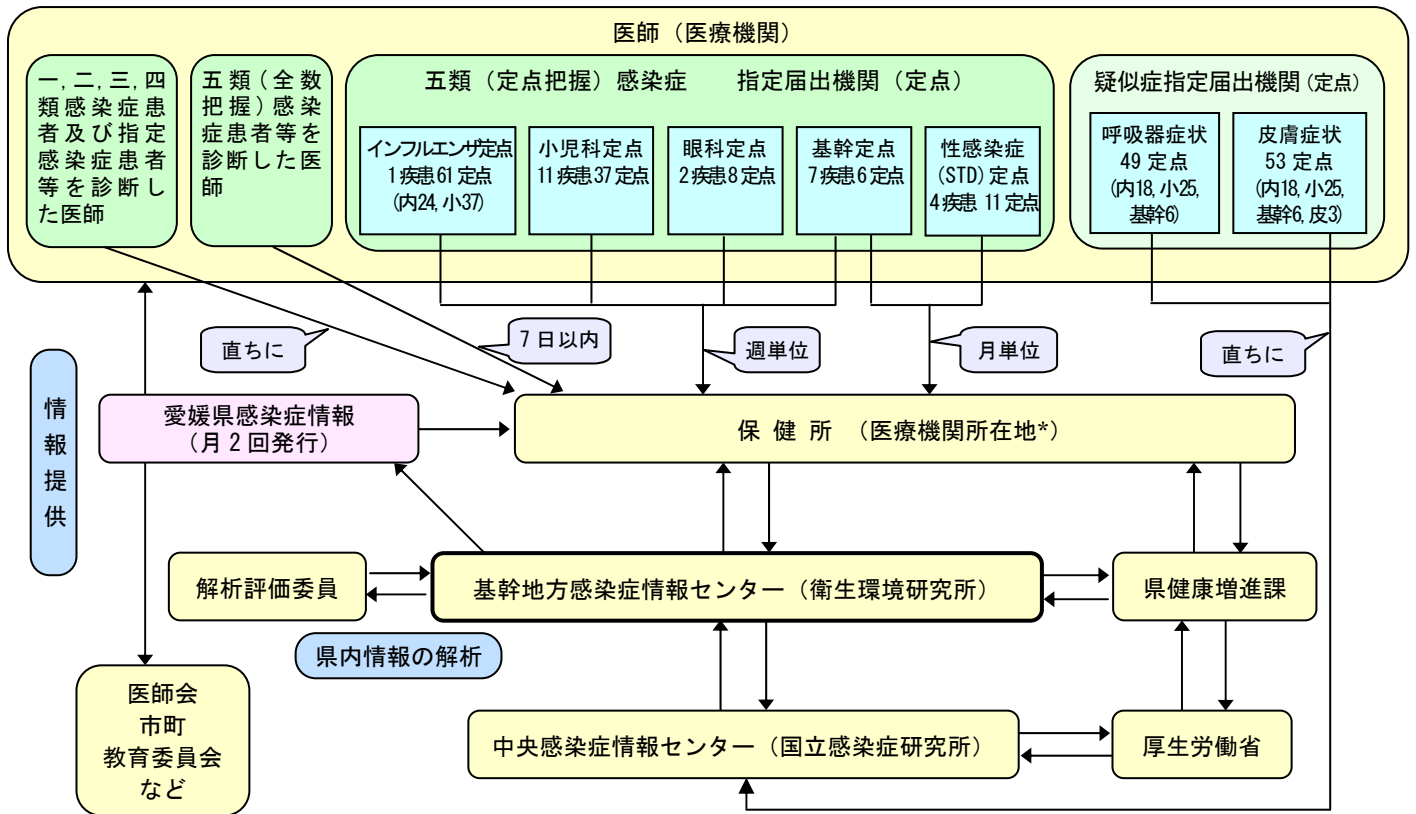 医師（医療機関）
一, 二, 三, 四
類感染症患
者及び指定
感染症患者
等を診断し
た医師
五類（全数
把握）感染
症患者等を
診断した医
師
五類（定点把握）感染症　　指定届出機関（定点）
インフルエンザ定点
1疾患61定点
(内24, 小37)
小児科定点
11疾患37定点
眼科定点
2疾患8定点
基幹定点
7疾患6定点
性感染症
(STD)定点
4疾患 11定点
疑似症指定届出機関(定点)
呼吸器症状
49 定点
(内18, 小25,
基幹6)
皮膚症状
53 定点
(内18, 小25,
基幹6, 皮3)
直ちに
7日以内
週単位
月単位
直ちに
情報提供
愛媛県感染症情報
（月2回発行）
保 健 所 （医療機関所在地*）
解析評価委員
基幹地方感染症情報センター（衛生環境研究所）
県健康増進課
県内情報の解析
医師会
市町
教育委員会
など
中央感染症情報センター（国立感染症研究所）
厚生労働省